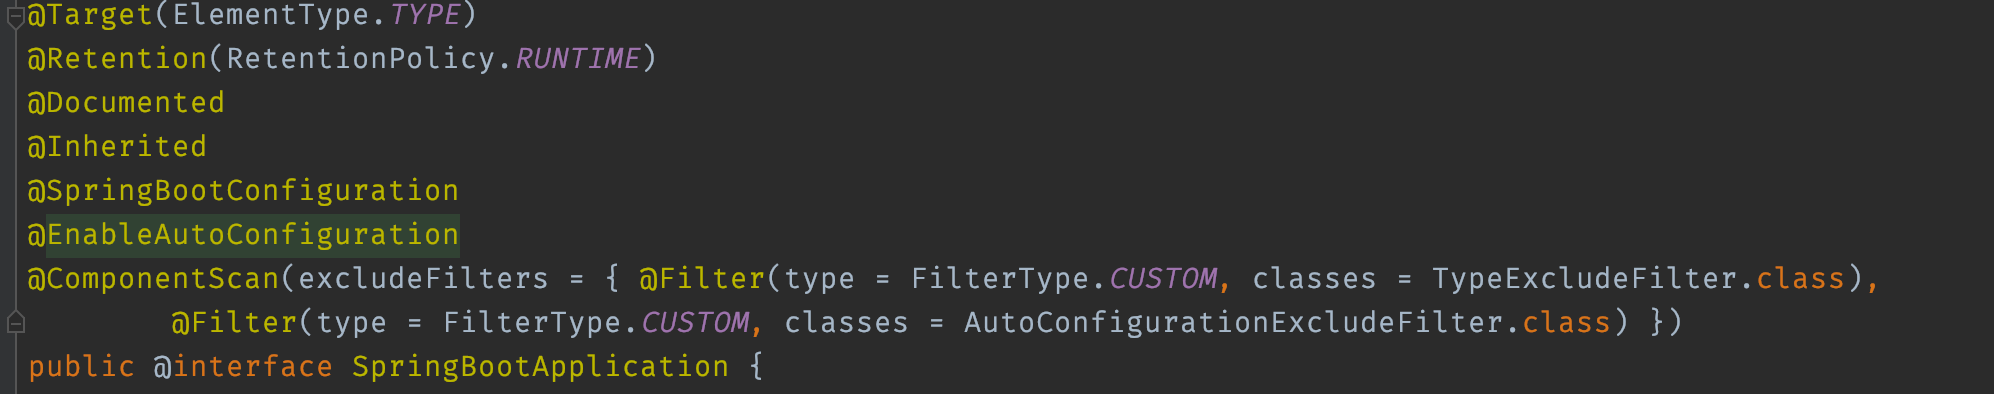 @Target(ElementType.TYPE)
@Retention(RetentionPolicy.RUNTIME)
@Documented
@Inherited
@SpringBootConfiguration
@EnableAutoConfiguration
@ComponentScan(excludeFilters = { @Filter(type = FilterType.CUSTOM, classes = TypeExcludeFilter.class),
@Filter(type = FilterType.CUSTOM, classes = AutoConfigurationExcludeFilter.class) })
public @interface SpringBootApplication {